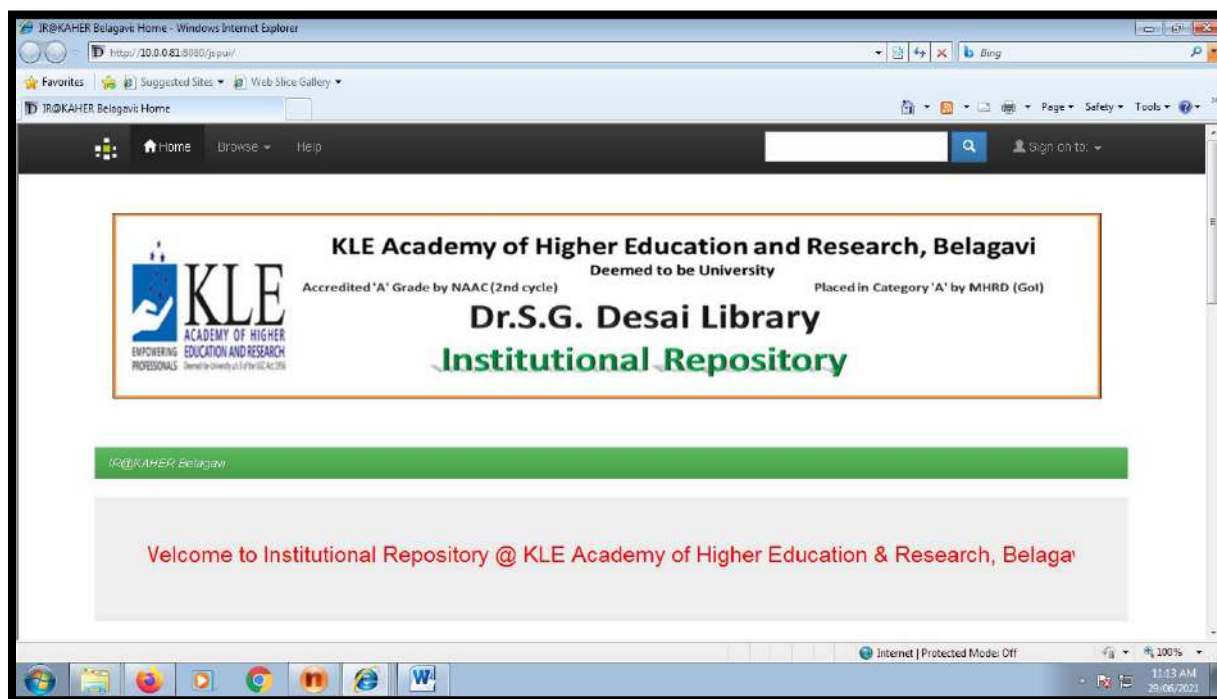 IR@KAHER Belagavi: Home - Windows Internet Explorer
http://10.0.0.81:8080/jspui/
Bing
Favorites Suggested Sites Web Slice Gallery
IR@KAHER Belagavi: Home
Page Safety Tools
Home Browse Help Sign on to:
KLE Academy of Higher Education and Research, Belagavi
Deemed to be University
Accredited 'A' Grade by NAAC (2nd cycle) Placed in Category 'A' by MHRD (GoI)
Dr.S.G. Desai Library
Institutional Repository
KLE
ACADEMY OF HIGHER
EDUCATION AND RESEARCH
EMPOWERING
PROFESSIONALS
IR@KAHER Belagavi
Welcome to Institutional Repository @ KLE Academy of Higher Education & Research, Belagav
Internet | Protected Mode: Off 100%
11:13 AM
29/06/2021